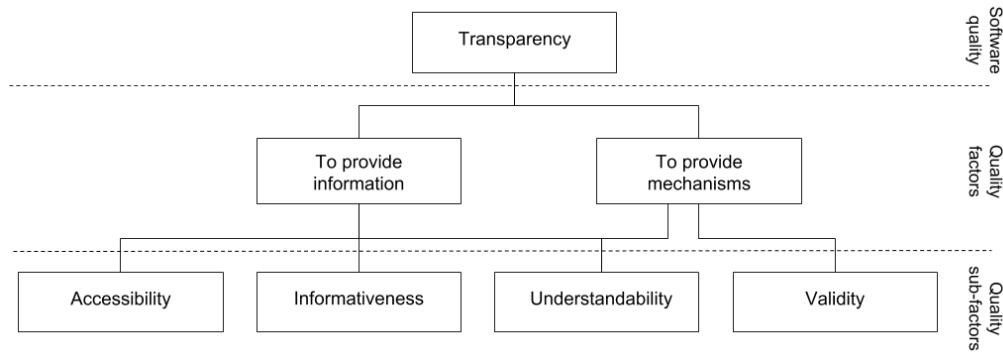 Transparency
Software
quality
To provide
information
To provide
mechanisms
Quality
factors
Accessibility
Informativeness
Understandability
Validity
Quality
sub-factors